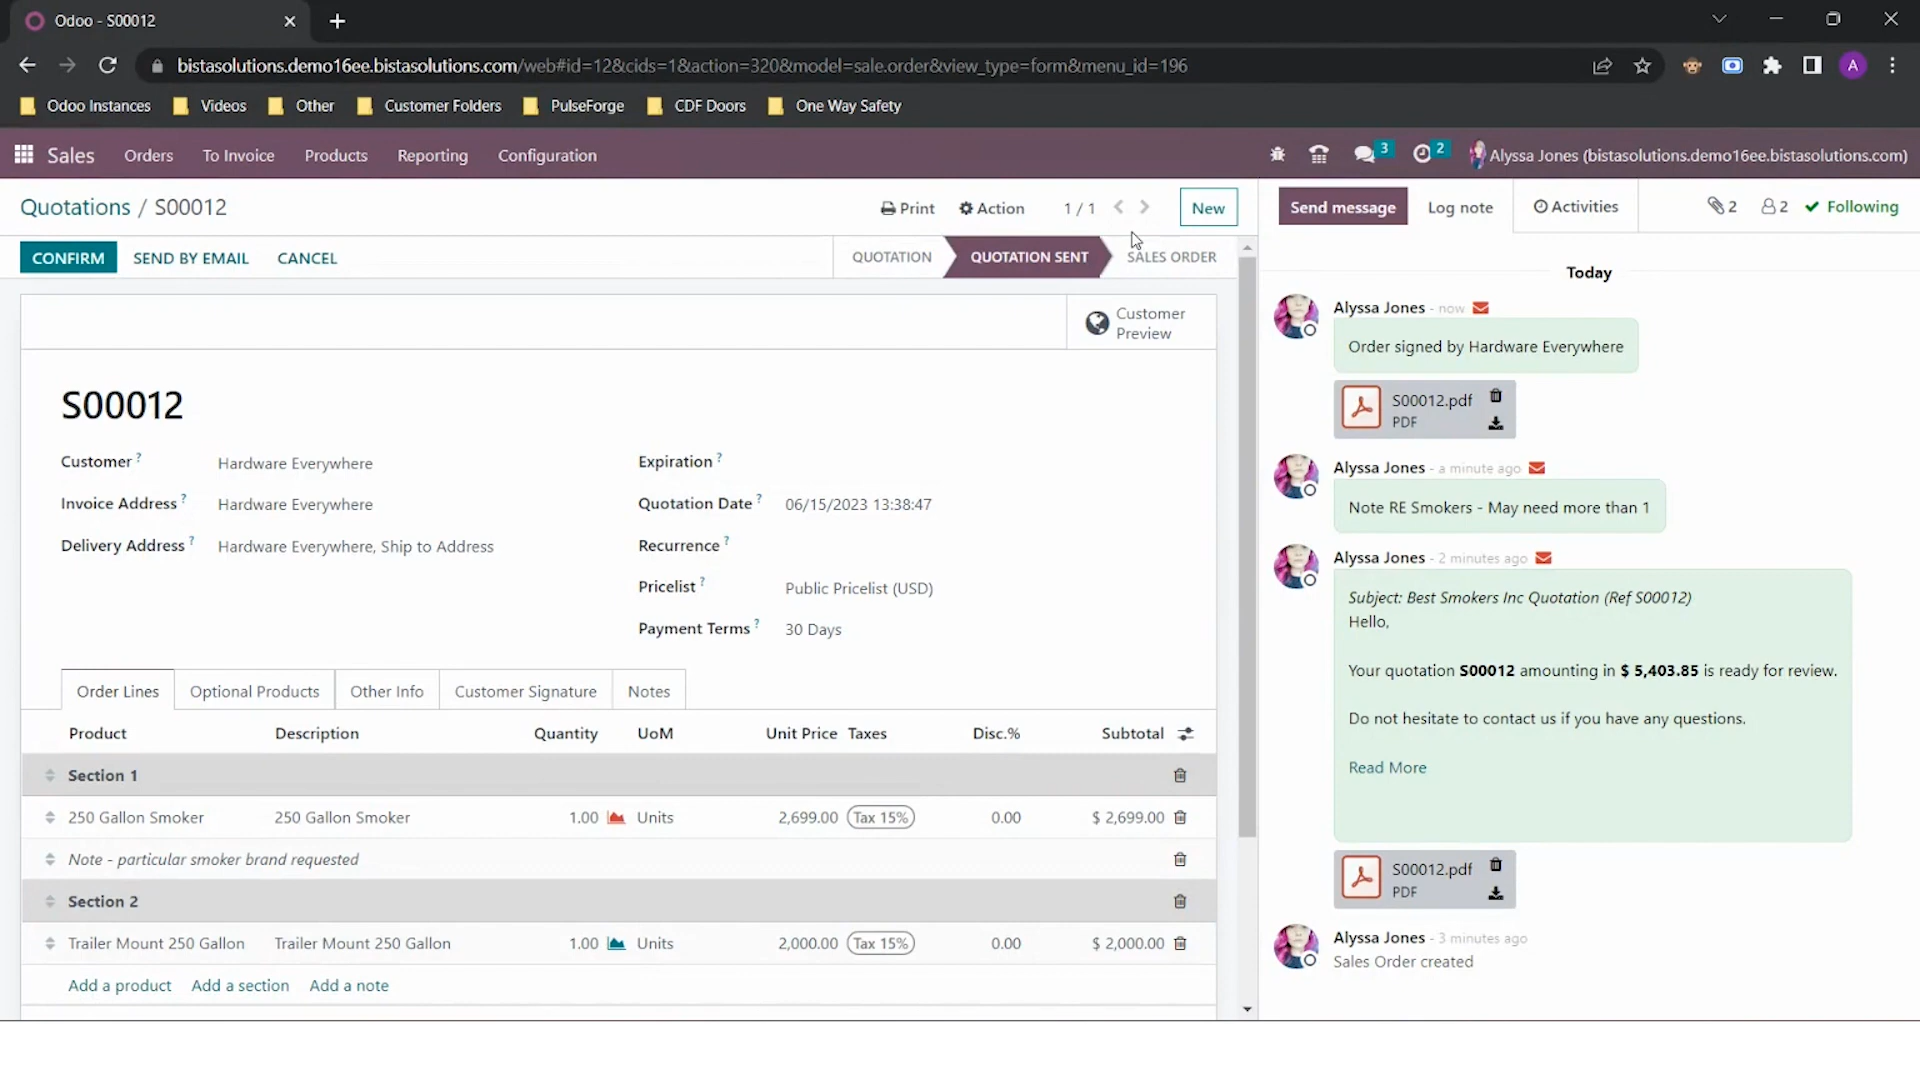 Odoo - S00012
bistasolutions.demo16ee.bistasolutions.com/web#id=12&cids=1&action=320&model=sale.order&view_type=form&menu_id=196
A
Odoo Instances Videos Other Customer Folders PulseForge CDF Doors One Way Safety
Sales Orders To Invoice Products Reporting Configuration
3 2 Alyssa Jones (bistasolutions.demo16ee.bistasolutions.com)
Quotations / S00012
Print Action 1 / 1 New
CONFIRM SEND BY EMAIL CANCEL
QUOTATION QUOTATION SENT SALES ORDER
Customer
Preview
S00012
Customer ? Hardware Everywhere
Invoice Address ? Hardware Everywhere
Delivery Address ? Hardware Everywhere, Ship to Address
Expiration ?
Quotation Date ? 06/15/2023 13:38:47
Recurrence ?
Pricelist ? Public Pricelist (USD)
Payment Terms ? 30 Days
Order Lines Optional Products Other Info Customer Signature Notes
Product Description Quantity UoM Unit Price Taxes Disc.% Subtotal
Section 1
250 Gallon Smoker 250 Gallon Smoker 1.00 Units 2,699.00 Tax 15% 0.00 $ 2,699.00
Note - particular smoker brand requested
Section 2
Trailer Mount 250 Gallon Trailer Mount 250 Gallon 1.00 Units 2,000.00 Tax 15% 0.00 $ 2,000.00
Add a product Add a section Add a note
Send message Log note Activities 2 2 Following
Today
Alyssa Jones - now
Order signed by Hardware Everywhere
S00012.pdf
PDF
Alyssa Jones - a minute ago
Note RE Smokers - May need more than 1
Alyssa Jones - 2 minutes ago
Subject: Best Smokers Inc Quotation (Ref S00012)
Hello,
Your quotation S00012 amounting in $ 5,403.85 is ready for review.
Do not hesitate to contact us if you have any questions.
Read More
S00012.pdf
PDF
Alyssa Jones - 3 minutes ago
Sales Order created